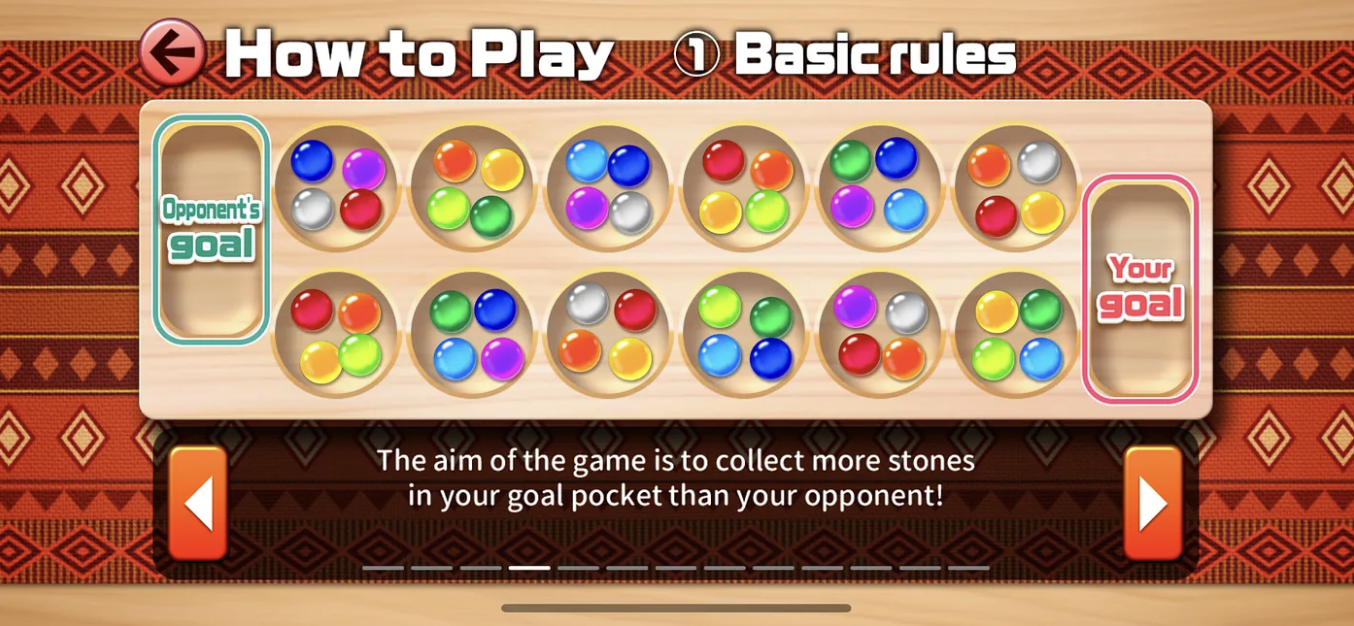 How to Play ① Basic rules
Opponent's
goal
Your
goal
The aim of the game is to collect more stones
in your goal pocket than your opponent!